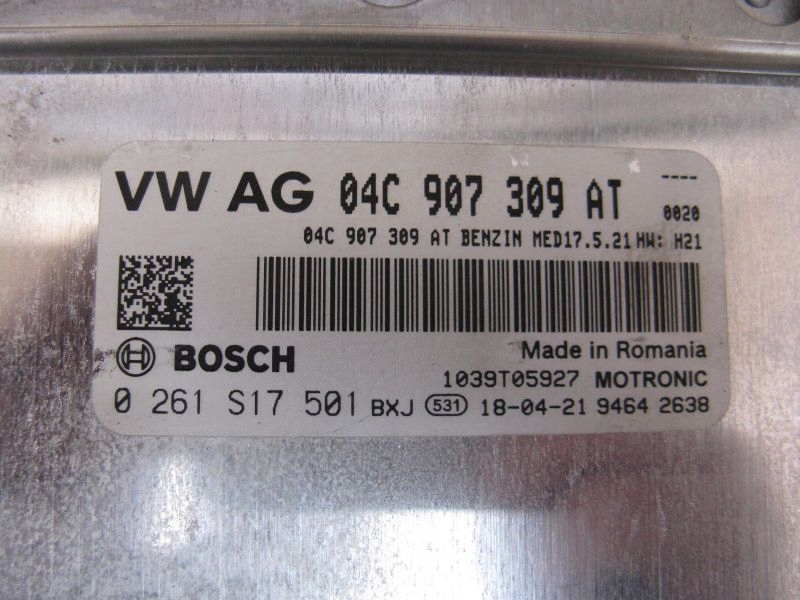 VW AG 04C 907 309 AT ----
0020
04C 907 309 AT BENZIN MED17.5.21 HW: H21
BOSCH Made in Romania
1039T05927 MOTRONIC
0 261 S17 501 BXJ 531 18-04-21 9464 2638